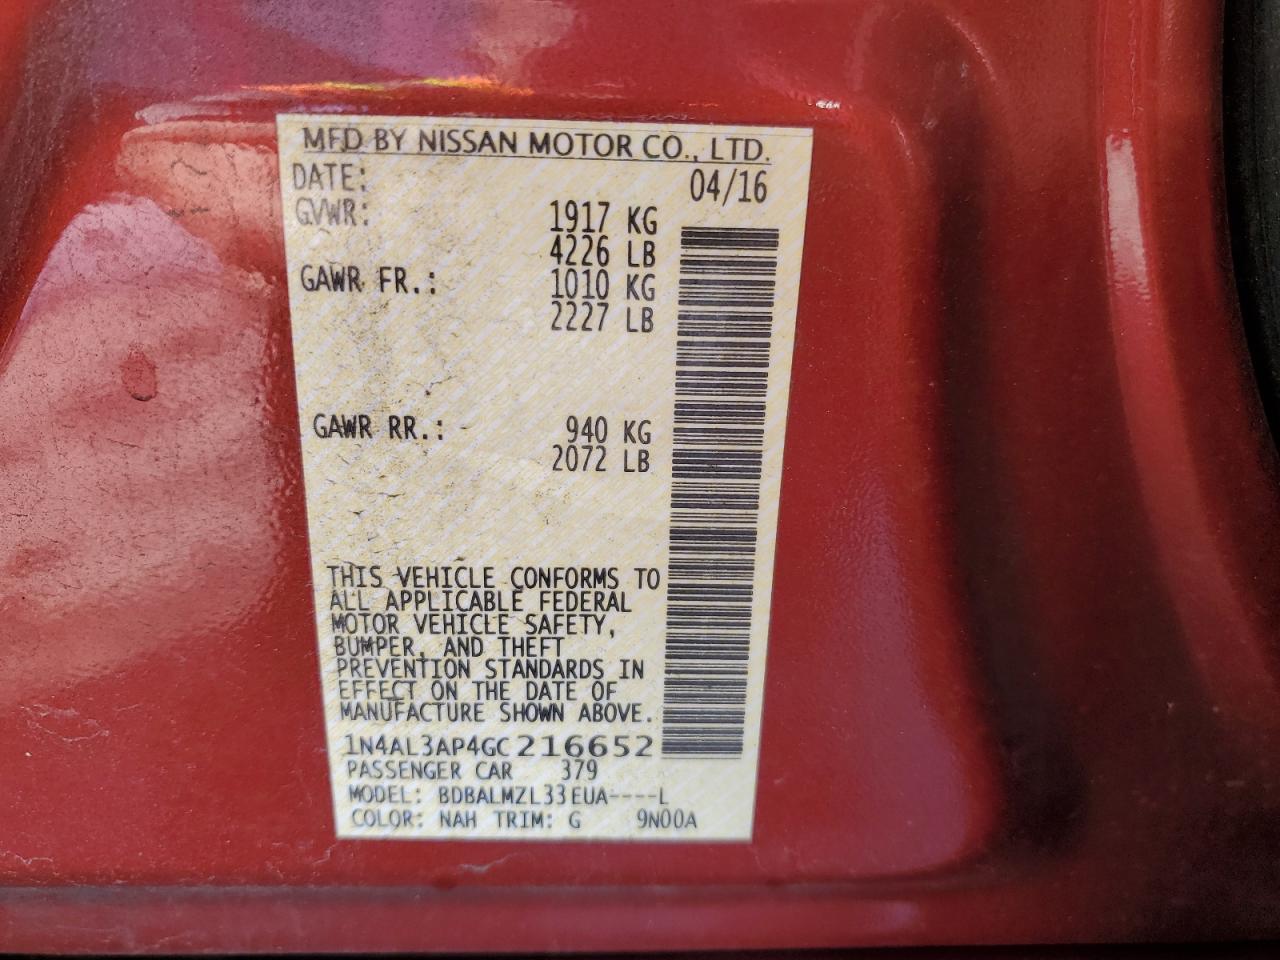 MFD BY NISSAN MOTOR CO., LTD.
DATE: 04/16
GVWR: 1917 KG
4226 LB
GAWR FR.: 1010 KG
2227 LB
GAWR RR.: 940 KG
2072 LB
THIS VEHICLE CONFORMS TO
ALL APPLICABLE FEDERAL
MOTOR VEHICLE SAFETY,
BUMPER, AND THEFT
PREVENTION STANDARDS IN
EFFECT ON THE DATE OF
MANUFACTURE SHOWN ABOVE.
1N4AL3AP4GC216652
PASSENGER CAR 379
MODEL: BDBALMZL33EUA----L
COLOR: NAH TRIM: G 9N00A